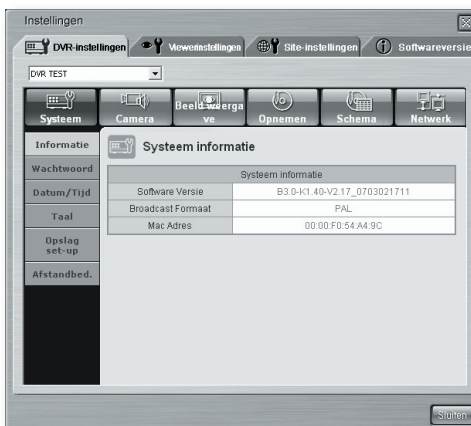 Instellingen
DVR-instellingen Viewerinstellingen Site-instellingen Softwareversie
DVR TEST
Systeem Camera Beeld weergave Opnemen Schema Netwerk
Informatie
Systeem informatie
Wachtwoord
Systeem informatie
Datum/Tijd
Software Versie B3.0-K1.40-V2.17_0703021711
Broadcast Formaat PAL
Taal
Mac Adres 00:00:F0:54:A4:9C
Opslag
set-up
Afstandbed.
Sluiten